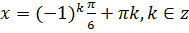 x = (−1)^k π/6 + πk, k ∈ z